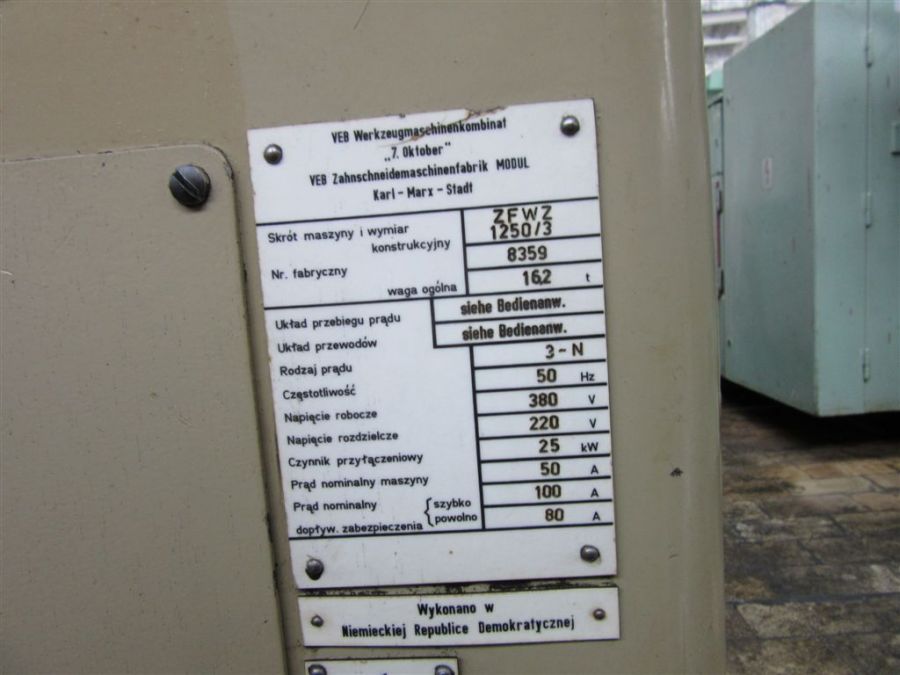 VEB Werkzeugmaschinenkombinat
„7. Oktober"
VEB Zahnschneidemaschinenfabrik MODUL
Karl-Marx-Stadt
Skrót maszyny i wymiar konstrukcyjny ZFWZ 1250/3
Nr. fabryczny 8359
waga ogólna 16,2 t
Układ przebiegu prądu siehe Bedienanw.
Układ przewodów siehe Bedienanw.
Rodzaj prądu 3~N
Częstotliwość 50 Hz
Napięcie robocze 380 V
Napięcie rozdzielcze 220 V
Czynnik przyłączeniowy 25 kW
Prąd nominalny maszyny 50 A
Prąd nominalny dopływ. zabezpieczenia { szybko 100 A
powolno 80 A
Wykonano w
Niemieckiej Republice Demokratycznej